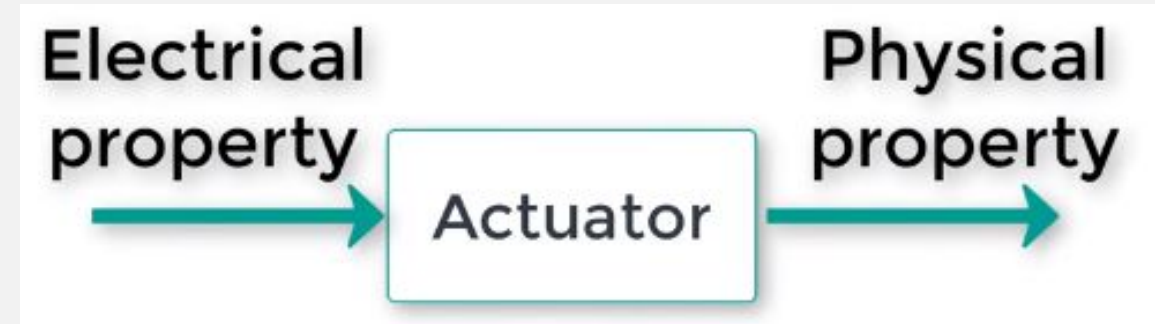 Electrical
property
Actuator
Physical
property